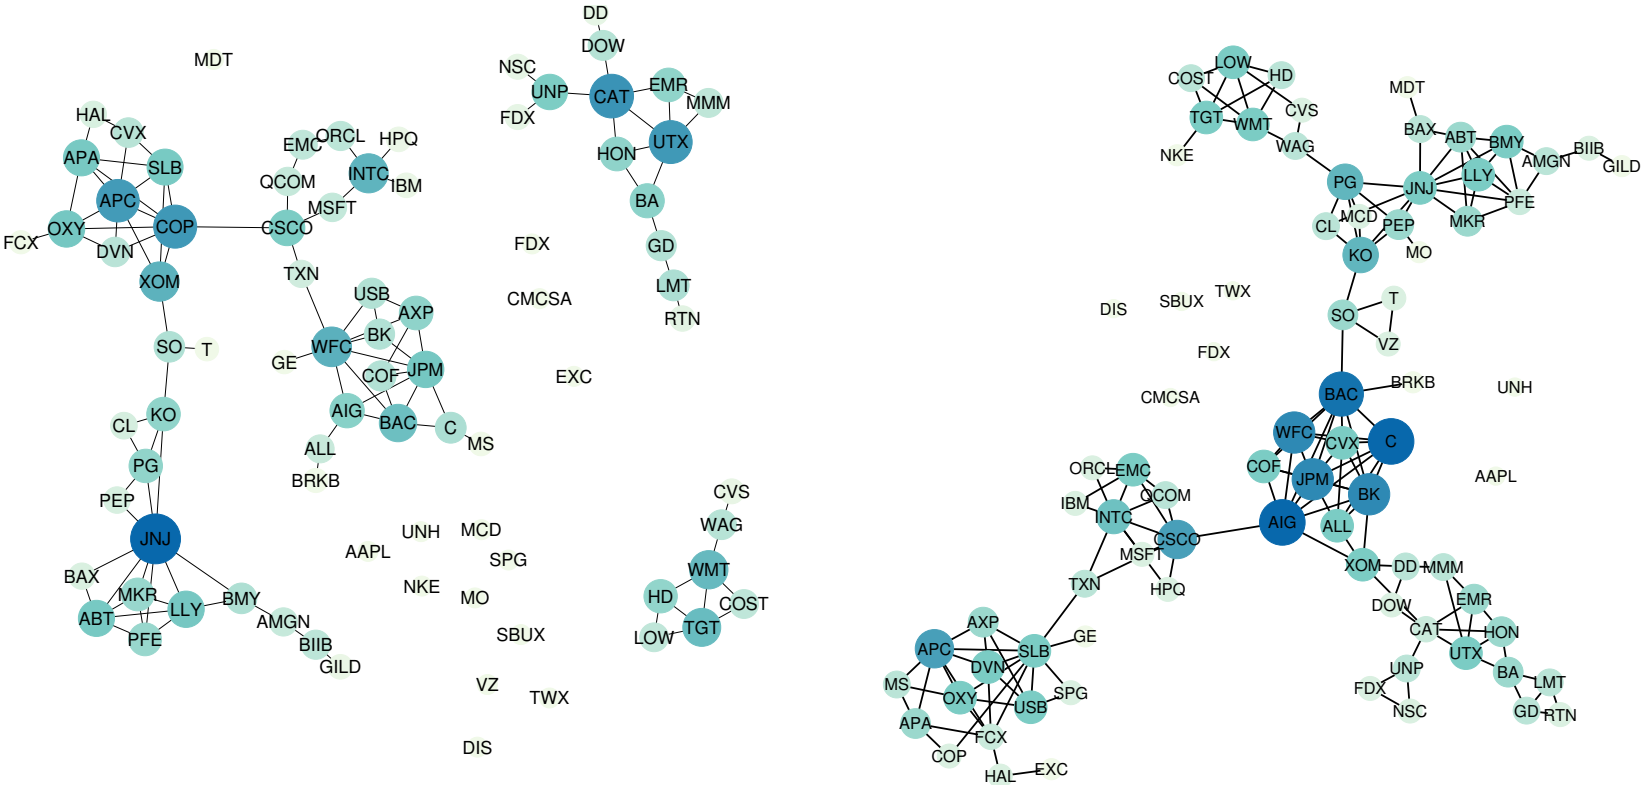 MDT
HAL
CVX
APA
SLB
APC
COP
OXY
FCX
DVN
XOM
EMC
ORCL
HPQ
INTC
IBM
QCOM
MSFT
CSCO
TXN
USB
AXP
BK
WFC
GE
COF
JPM
AIG
BAC
C
MS
ALL
BRKB
SO
T
KO
CL
PG
PEP
JNJ
BAX
MKR
ABT
LLY
BMY
PFE
AMGN
BIIB
GILD
DD
DOW
NSC
UNP
FDX
CAT
EMR
MMM
UTX
HON
BA
GD
LMT
RTN
FDX
CMCSA
EXC
UNH
MCD
AAPL
SPG
NKE
MO
SBUX
VZ
TWX
DIS
CVS
WAG
WMT
HD
COST
TGT
LOW
LOW
COST
HD
TGT
WMT
CVS
NKE
WAG
MDT
BAX
ABT
BMY
AMGN
BIIB
GILD
PG
JNJ
LLY
PFE
MCD
CL
PEP
MKR
KO
MO
DIS
SBUX
TWX
SO
T
VZ
FDX
CMCSA
BAC
BRKB
UNH
WFC
CVX
C
COF
JPM
BK
AAPL
AIG
ALL
ORCL
EMC
IBM
QCOM
INTC
CSCO
MSFT
TXN
HPQ
XOM
DD
MMM
DOW
EMR
CAT
HON
UTX
UNP
BA
LMT
FDX
NSC
GD
RTN
AXP
APC
SLB
GE
DVN
MS
OXY
USB
SPG
APA
FCX
COP
HAL
EXC